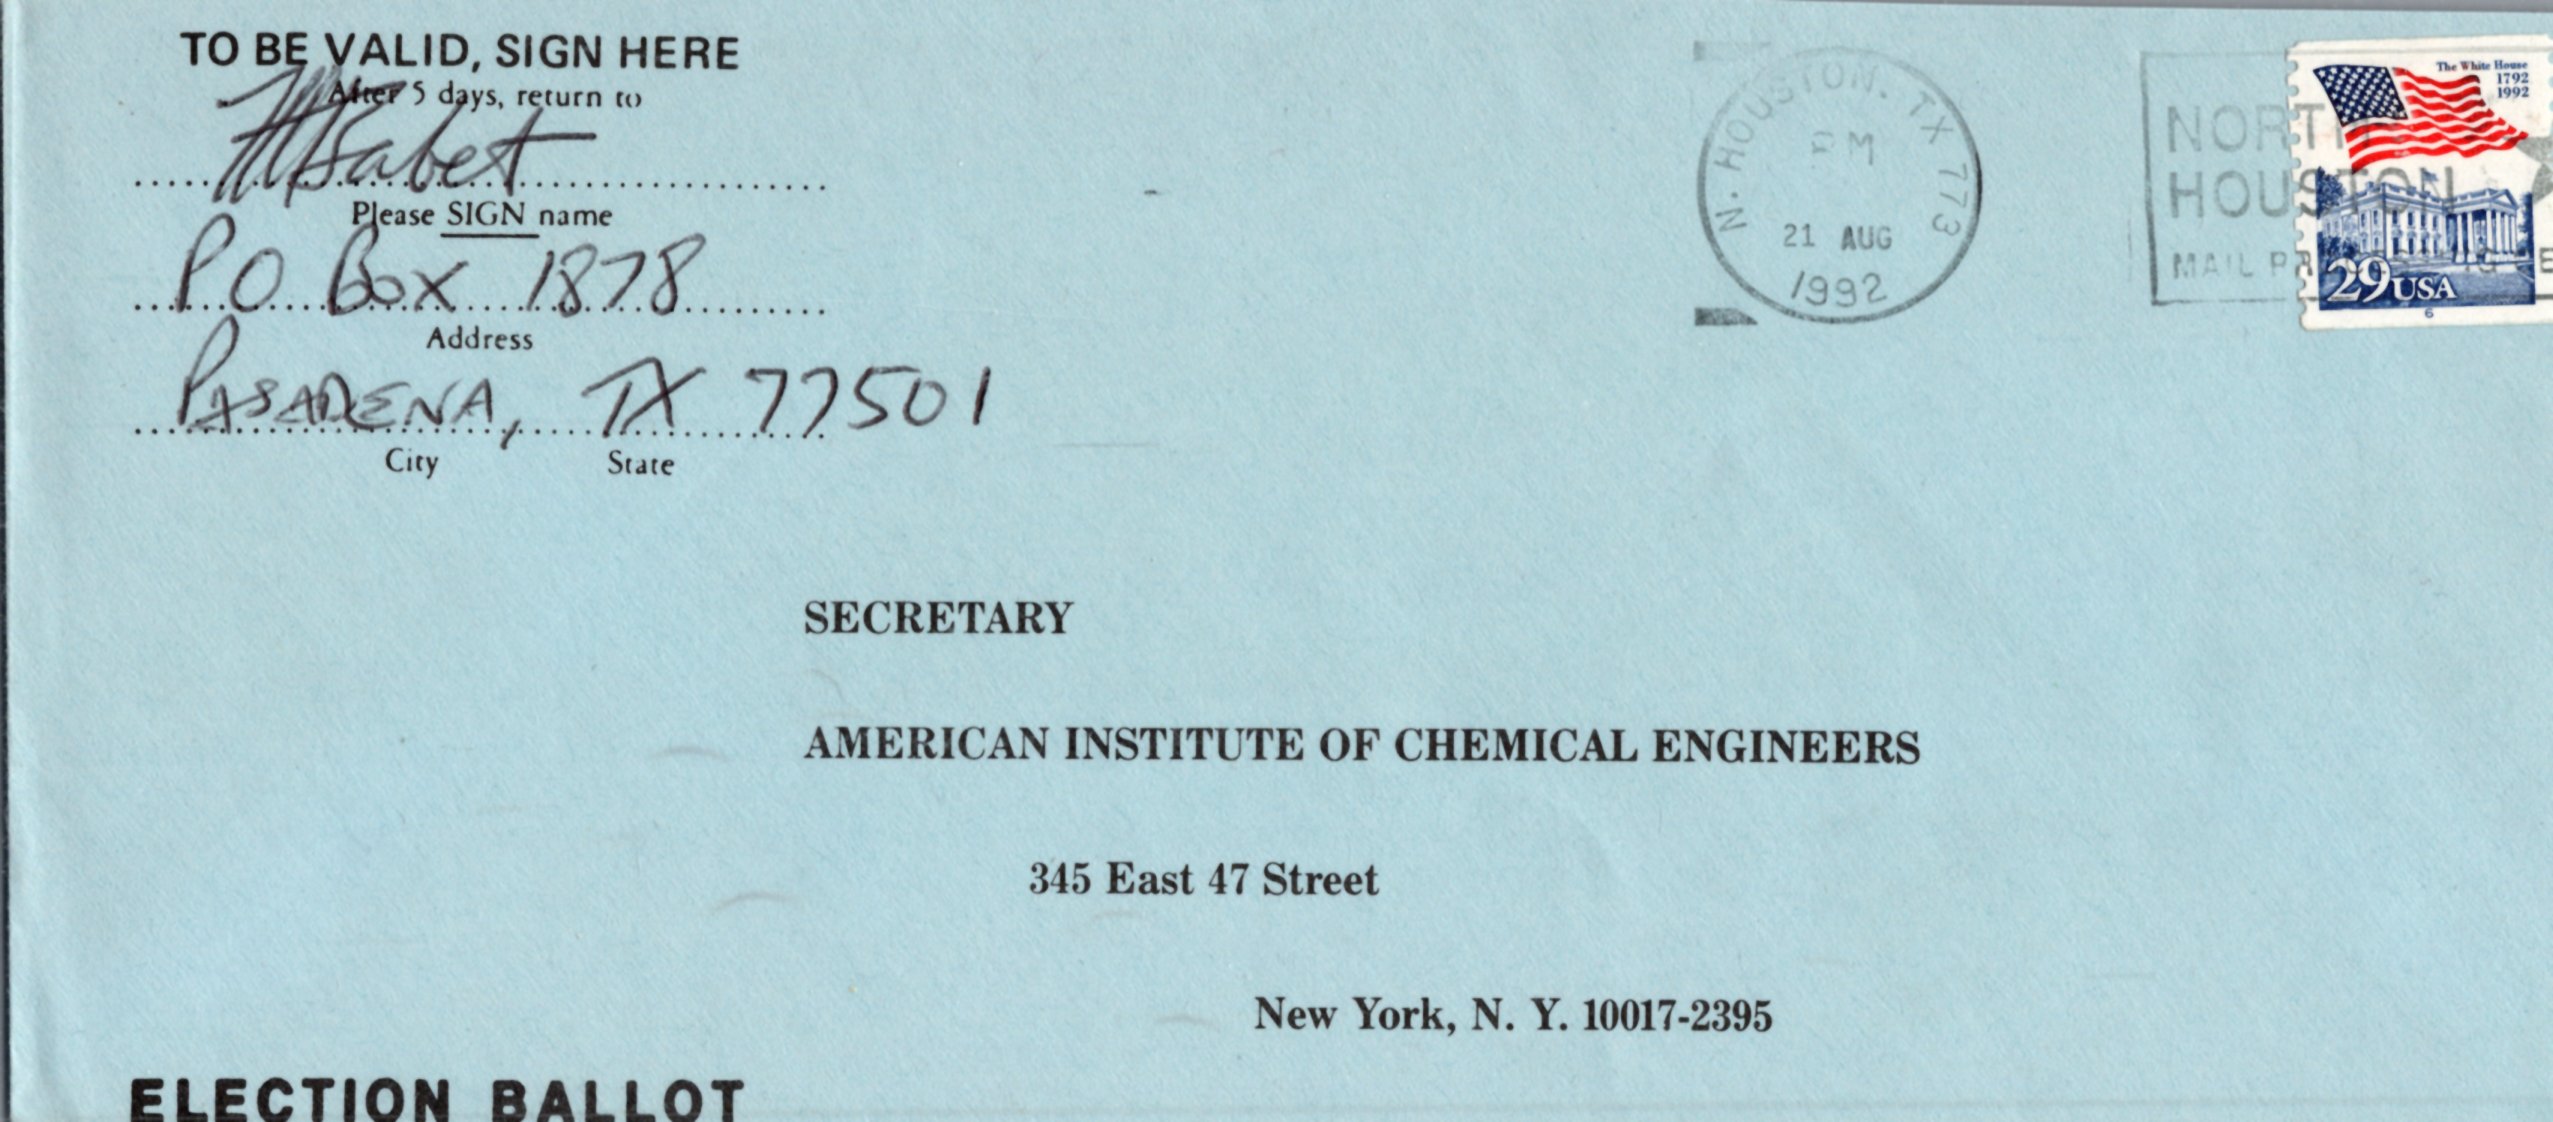 TO BE VALID, SIGN HERE
After 5 days, return to
Please SIGN name
PO Box 1878
Address
PASADENA, TX 77501
City State
N. HOUSTON, TX 773
PM
21 AUG
1992
NORTH
HOUSTON
MAIL
The White House
1792
1992
29 USA
6
SECRETARY
AMERICAN INSTITUTE OF CHEMICAL ENGINEERS
345 East 47 Street
New York, N. Y. 10017-2395
ELECTION BALLOT